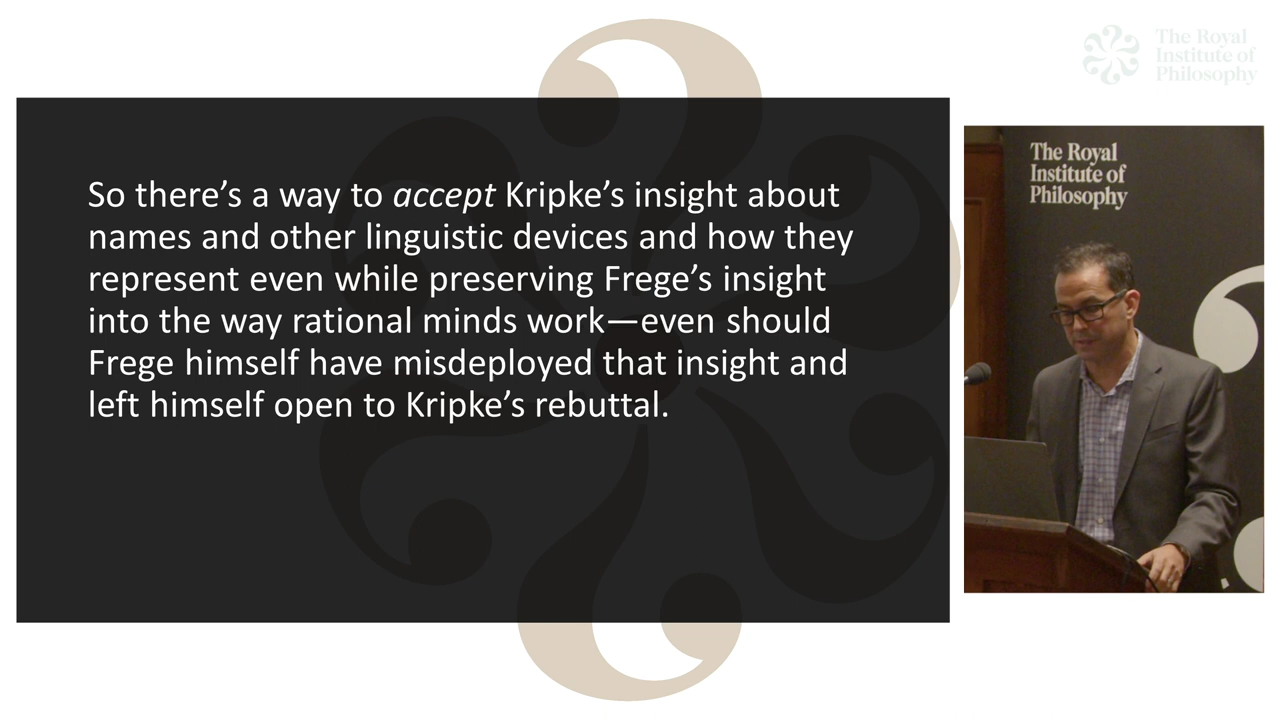 The Royal
Institute of
Philosophy
So there’s a way to accept Kripke’s insight about
names and other linguistic devices and how they
represent even while preserving Frege’s insight
into the way rational minds work—even should
Frege himself have misdeployed that insight and
left himself open to Kripke’s rebuttal.
The Royal
Institute of
Philosophy